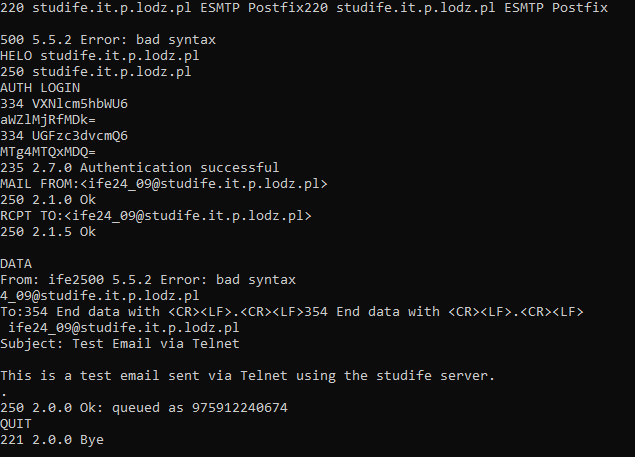 220 studife.it.p.lodz.pl ESMTP Postfix220 studife.it.p.lodz.pl ESMTP Postfix
500 5.5.2 Error: bad syntax
HELO studife.it.p.lodz.pl
250 studife.it.p.lodz.pl
AUTH LOGIN
334 VXNlcm5hbWU6
aWZlMjRfMDk=
334 UGFzc3dvcmQ6
MTg4MTQxMDQ=
235 2.7.0 Authentication successful
MAIL FROM:<ife24_09@studife.it.p.lodz.pl>
250 2.1.0 Ok
RCPT TO:<ife24_09@studife.it.p.lodz.pl>
250 2.1.5 Ok
DATA
From: ife2500 5.5.2 Error: bad syntax
4_09@studife.it.p.lodz.pl
To:354 End data with <CR><LF>.<CR><LF>354 End data with <CR><LF>.<CR><LF>
ife24_09@studife.it.p.lodz.pl
Subject: Test Email via Telnet
This is a test email sent via Telnet using the studife server.
.
250 2.0.0 Ok: queued as 975912240674
QUIT
221 2.0.0 Bye